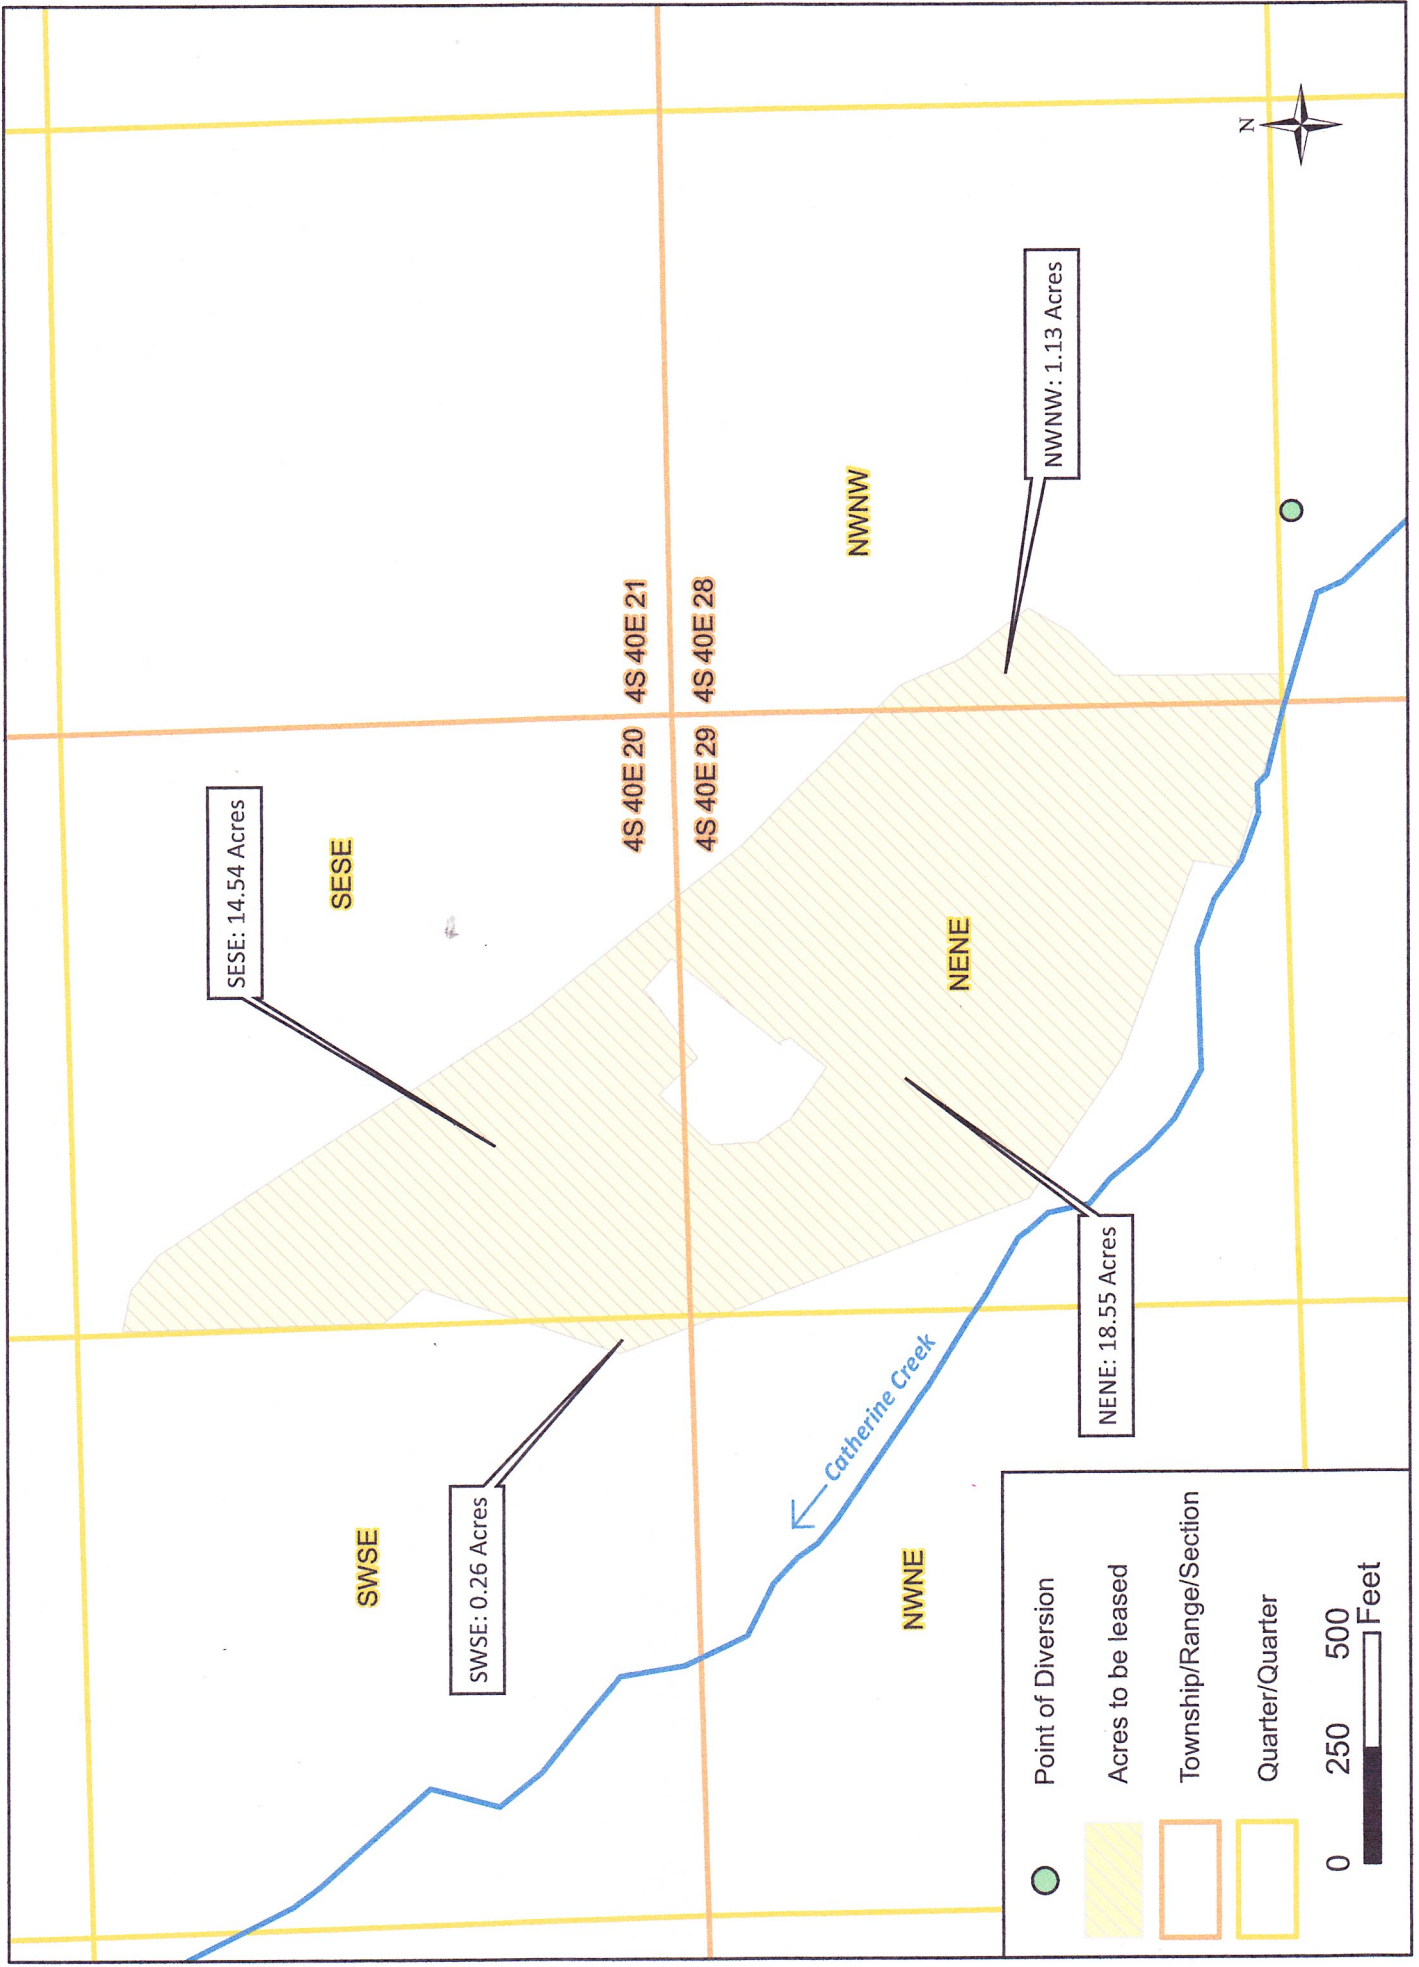 SESE: 14.54 Acres
SESE
SWSE
SWSE: 0.26 Acres
4S 40E 20
4S 40E 21
4S 40E 29
4S 40E 28
NWNW
NWNW: 1.13 Acres
NENE
NENE: 18.55 Acres
Catherine Creek
NWNE
N
Point of Diversion
Acres to be leased
Township/Range/Section
Quarter/Quarter
0 250 500
Feet